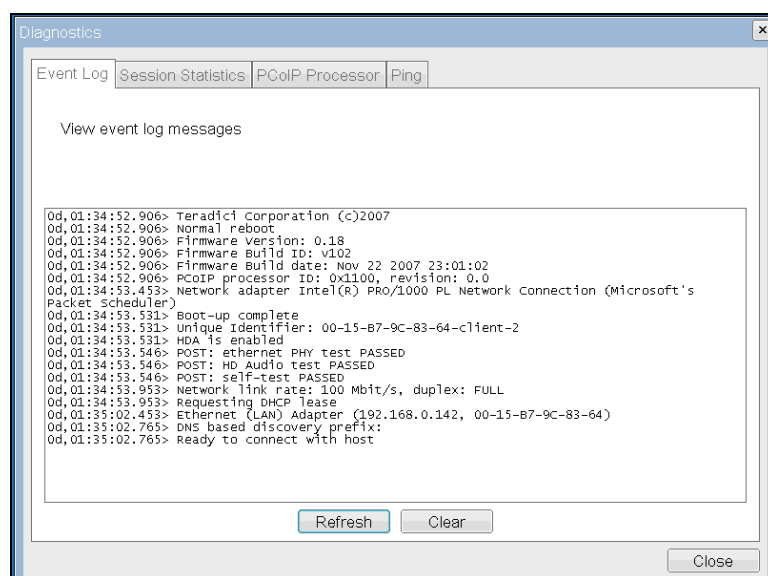 Diagnostics
Event Log
Session Statistics
PCoIP Processor
Ping
View event log messages
0d,01:34:52.906> Teradici Corporation (c)2007
0d,01:34:52.906> Normal reboot
0d,01:34:52.906> Firmware Version: 0.18
0d,01:34:52.906> Firmware Build ID: v102
0d,01:34:52.906> Firmware Build date: Nov 22 2007 23:01:02
0d,01:34:52.906> PCoIP processor ID: 0x1100, revision: 0.0
0d,01:34:53.453> Network adapter Intel(R) PRO/1000 PL Network Connection (Microsoft's
Packet Scheduler)
0d,01:34:53.531> Boot-up complete
0d,01:34:53.531> Unique Identifier: 00-15-B7-9C-83-64-client-2
0d,01:34:53.531> HDA is enabled
0d,01:34:53.546> POST: ethernet PHY test PASSED
0d,01:34:53.546> POST: HD Audio test PASSED
0d,01:34:53.546> POST: self-test PASSED
0d,01:34:53.953> Network link rate: 100 Mbit/s, duplex: FULL
0d,01:34:53.953> Requesting DHCP lease
0d,01:35:02.453> Ethernet (LAN) Adapter (192.168.0.142, 00-15-B7-9C-83-64)
0d,01:35:02.765> DNS based discovery prefix:
0d,01:35:02.765> Ready to connect with host
Refresh
Clear
Close